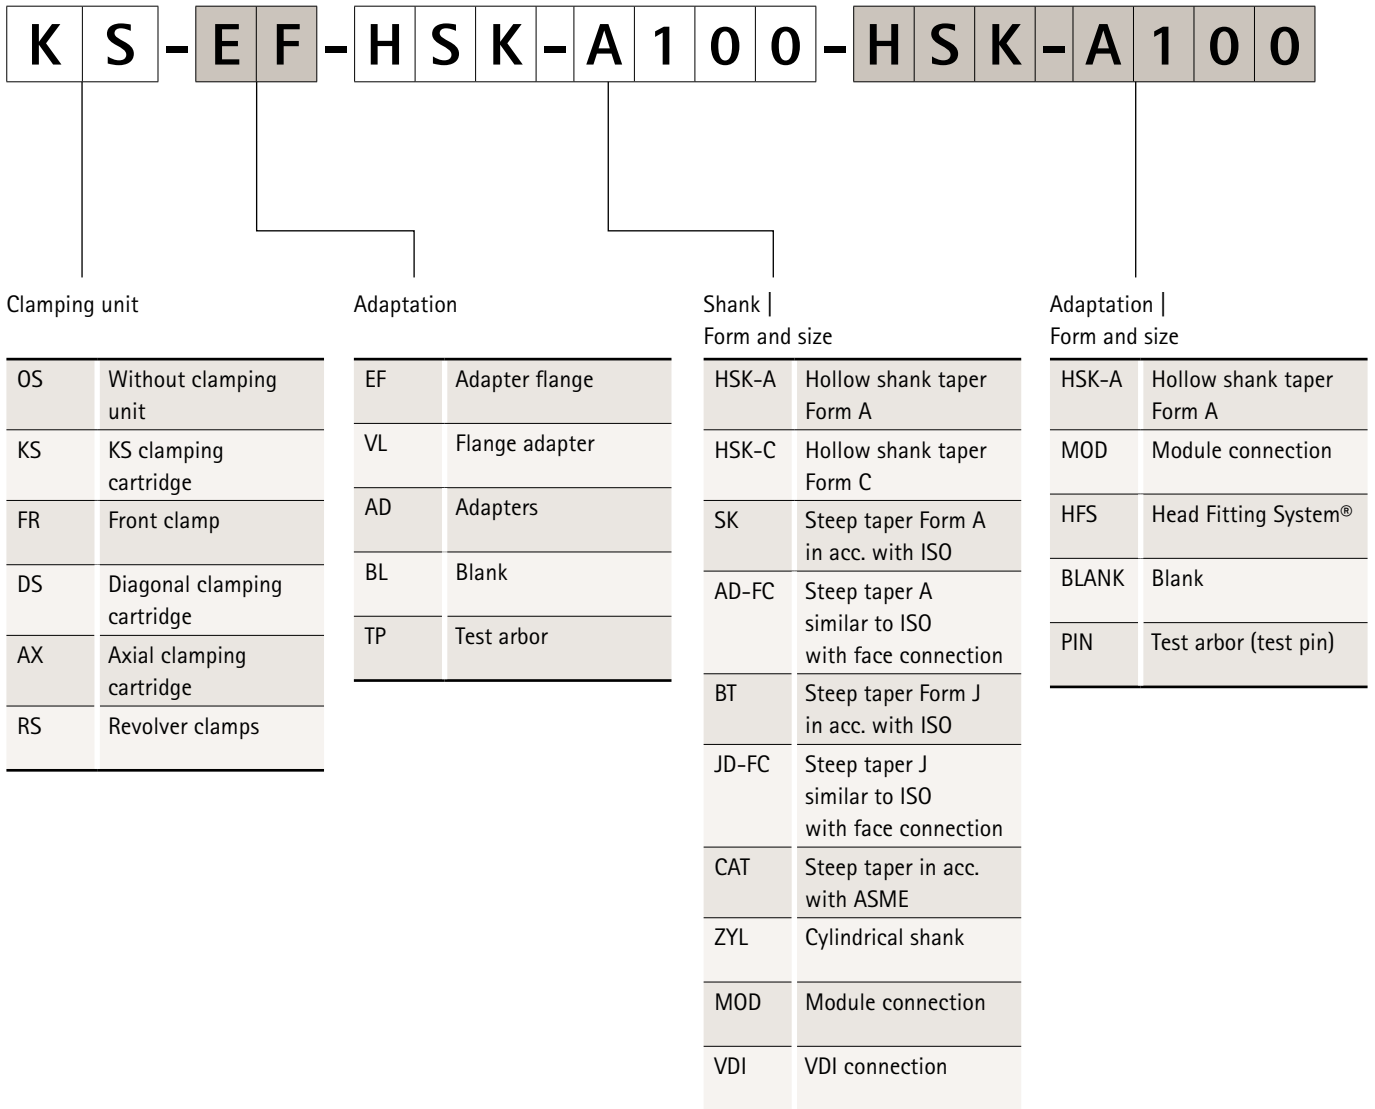 KS-EF-HSK-A100-HSK-A100
Clamping unit
OS Without clamping
unit
KS KS clamping
cartridge
FR Front clamp
DS Diagonal clamping
cartridge
AX Axial clamping
cartridge
RS Revolver clamps
Adaptation
EF Adapter flange
VL Flange adapter
AD Adapters
BL Blank
TP Test arbor
Shank |
Form and size
HSK-A Hollow shank taper
Form A
HSK-C Hollow shank taper
Form C
SK Steep taper Form A
in acc. with ISO
AD-FC Steep taper A
similar to ISO
with face connection
BT Steep taper Form J
in acc. with ISO
JD-FC Steep taper J
similar to ISO
with face connection
CAT Steep taper in acc.
with ASME
ZYL Cylindrical shank
MOD Module connection
VDI VDI connection
Adaptation |
Form and size
HSK-A Hollow shank taper
Form A
MOD Module connection
HFS Head Fitting System®
BLANK Blank
PIN Test arbor (test pin)